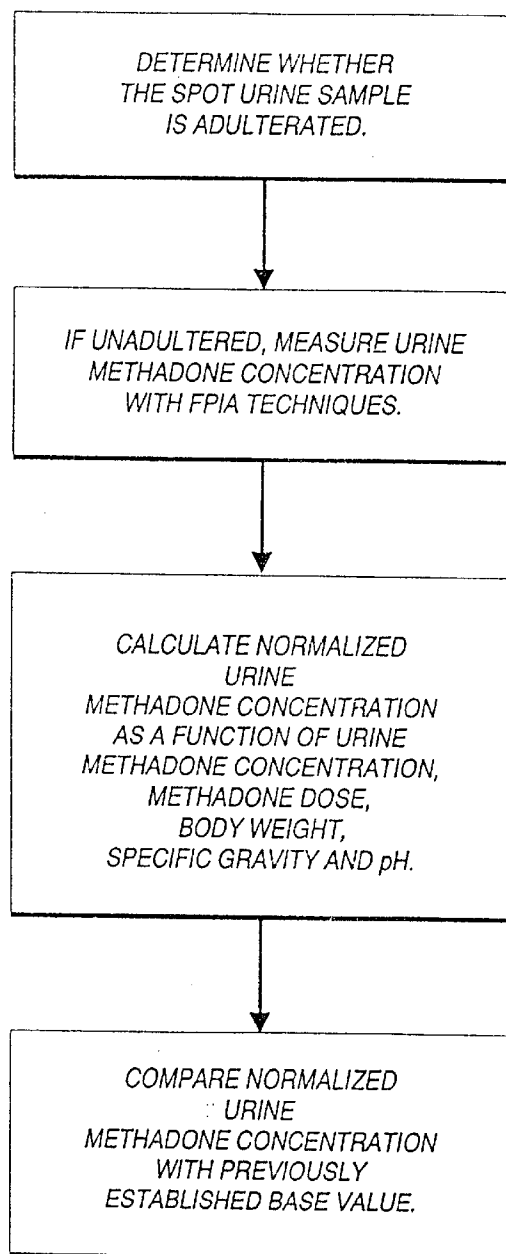 DETERMINE WHETHER
THE SPOT URINE SAMPLE
IS ADULTERATED.
IF UNADULTERED, MEASURE URINE
METHADONE CONCENTRATION
WITH FPIA TECHNIQUES.
CALCULATE NORMALIZED
URINE
METHADONE CONCENTRATION
AS A FUNCTION OF URINE
METHADONE CONCENTRATION,
METHADONE DOSE,
BODY WEIGHT,
SPECIFIC GRAVITY AND pH.
COMPARE NORMALIZED
URINE
METHADONE CONCENTRATION
WITH PREVIOUSLY
ESTABLISHED BASE VALUE.